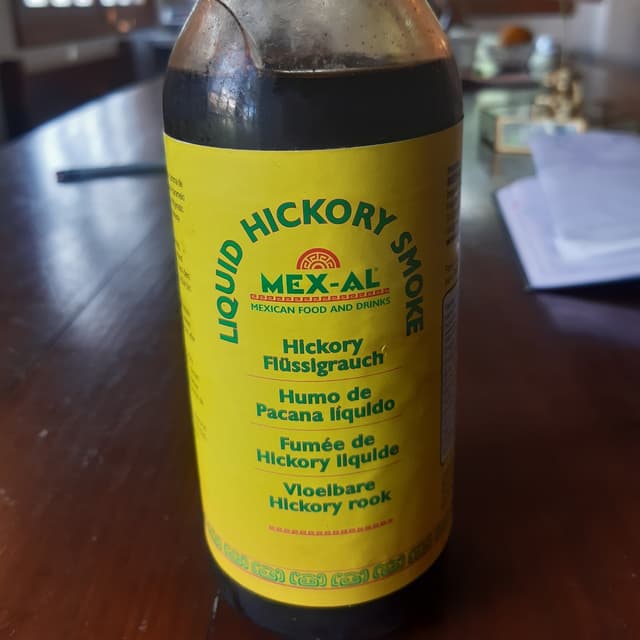 LIQUID HICKORY SMOKE
MEX-AL
MEXICAN FOOD AND DRINKS
Hickory
Flüssigrauch
Humo de
Pacana líquido
Fumée de
Hickory liquide
Vloeibare
Hickory rook